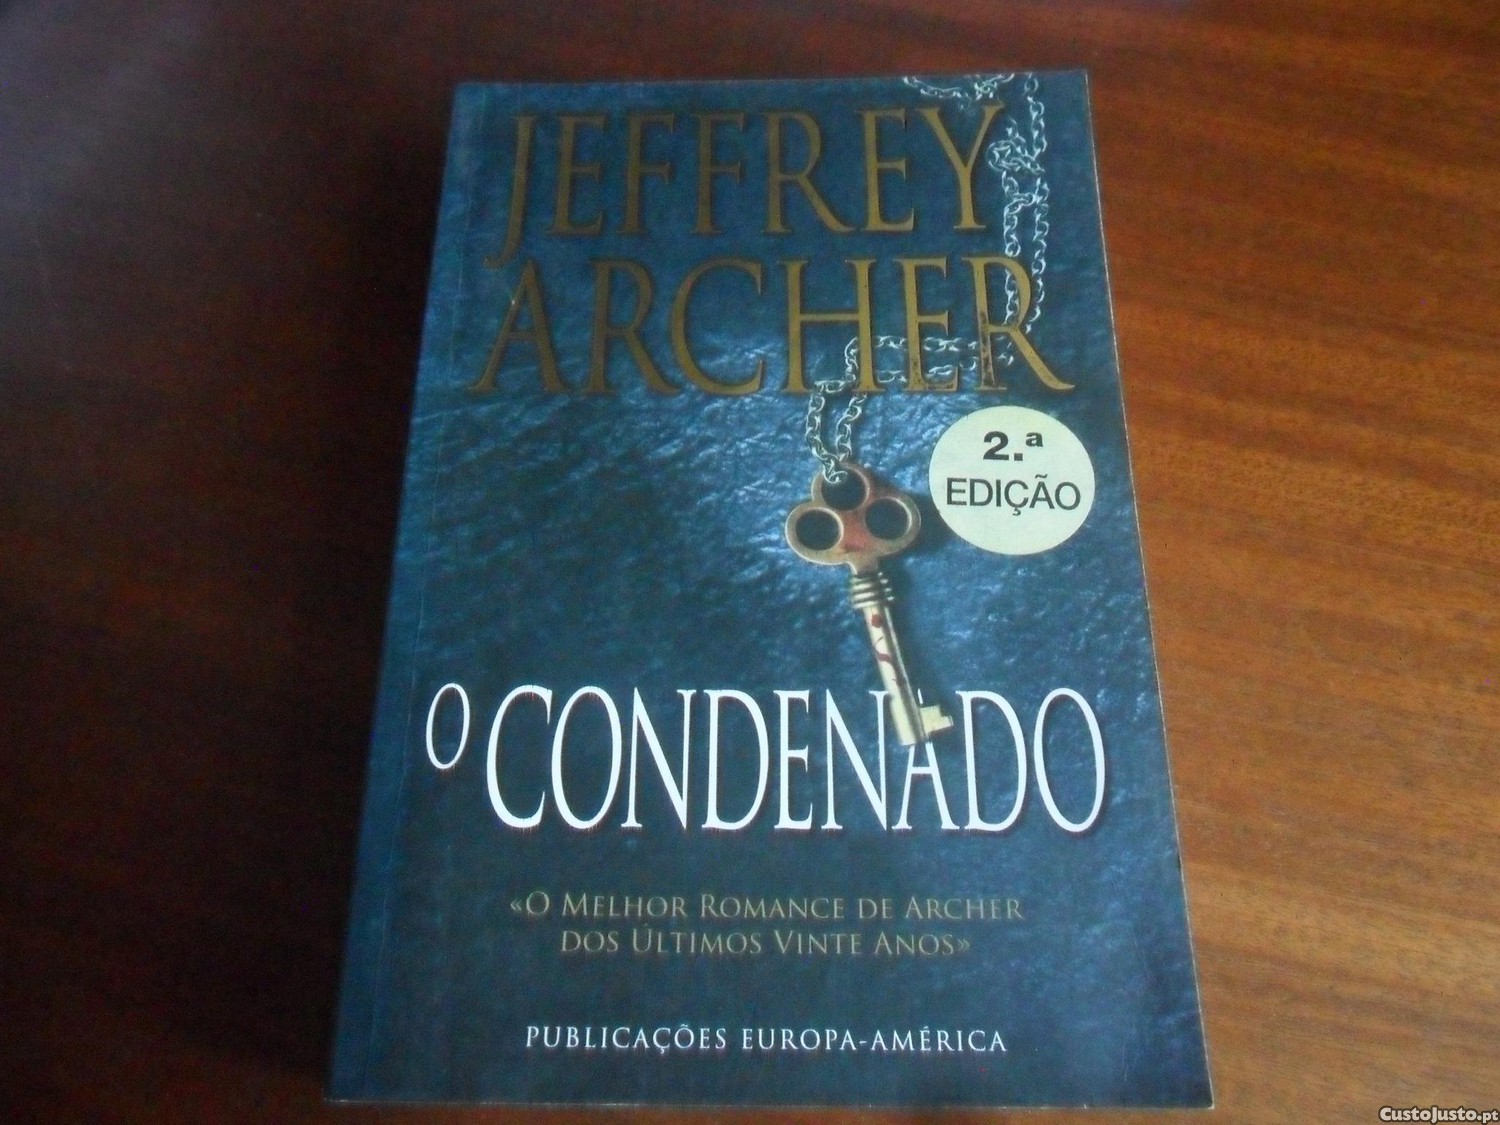 JEFFREY
ARCHER
2.ª
EDIÇÃO
O CONDENADO
«O MELHOR ROMANCE DE ARCHER
DOS ÚLTIMOS VINTE ANOS»
PUBLICAÇÕES EUROPA-AMÉRICA
CustoJusto.pt